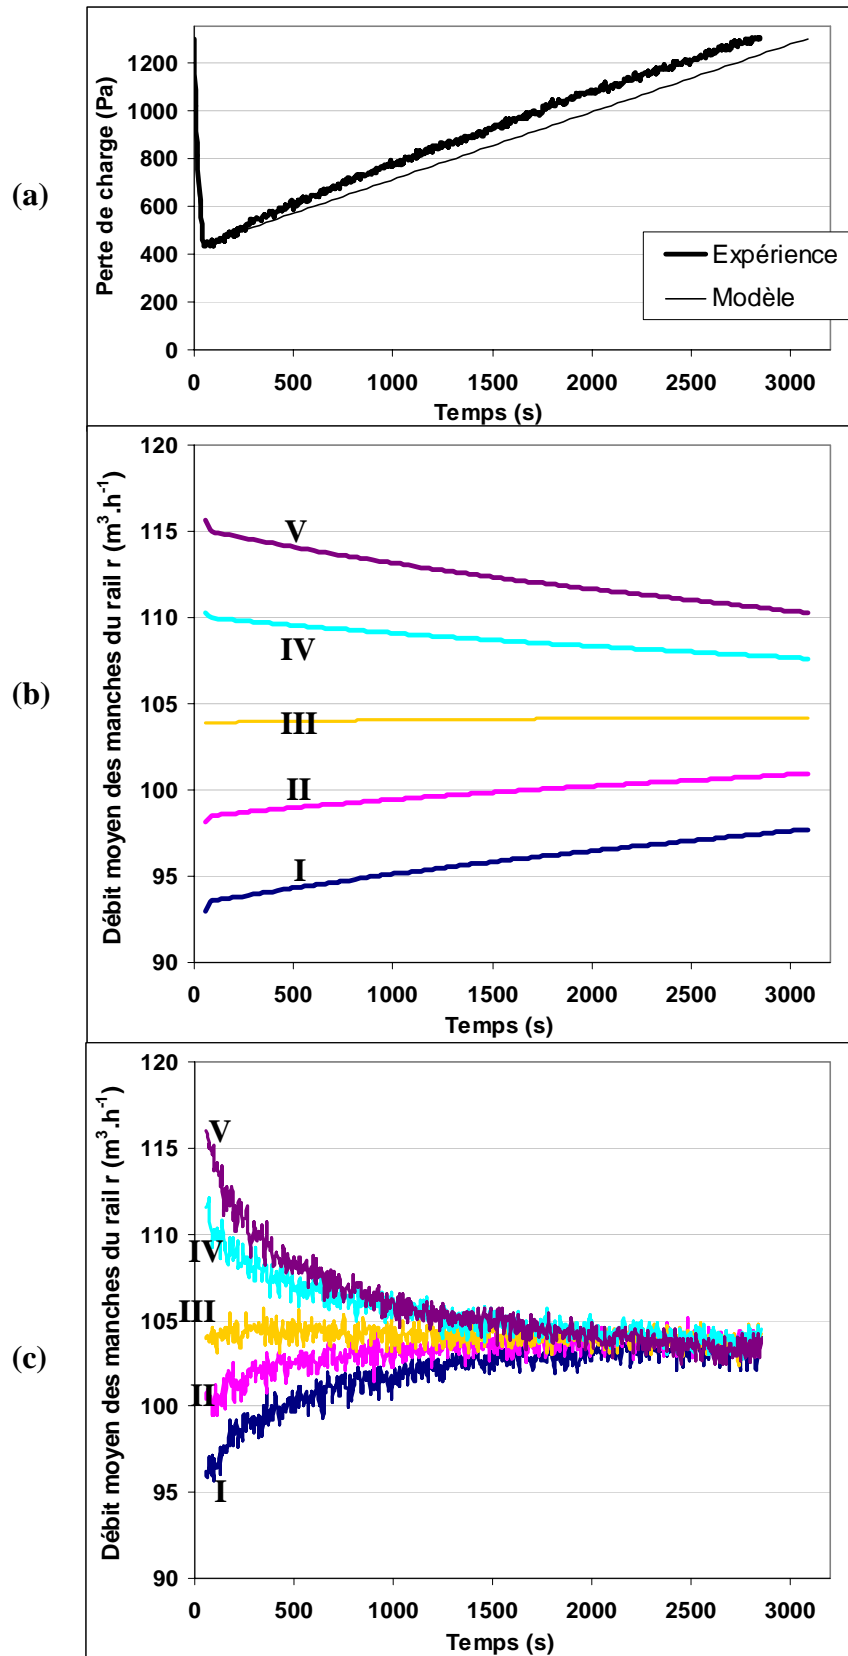 (a)
Perte de charge (Pa)
1200
1000
800
600
400
200
0
Expérience
Modèle
0 500 1000 1500 2000 2500 3000
Temps (s)
(b)
Débit moyen des manches du rail r (m³.h⁻¹)
120
115
110
105
100
95
90
V
IV
III
II
I
0 500 1000 1500 2000 2500 3000
Temps (s)
(c)
Débit moyen des manches du rail r (m³.h⁻¹)
120
115
110
105
100
95
90
V
IV
III
II
I
0 500 1000 1500 2000 2500 3000
Temps (s)